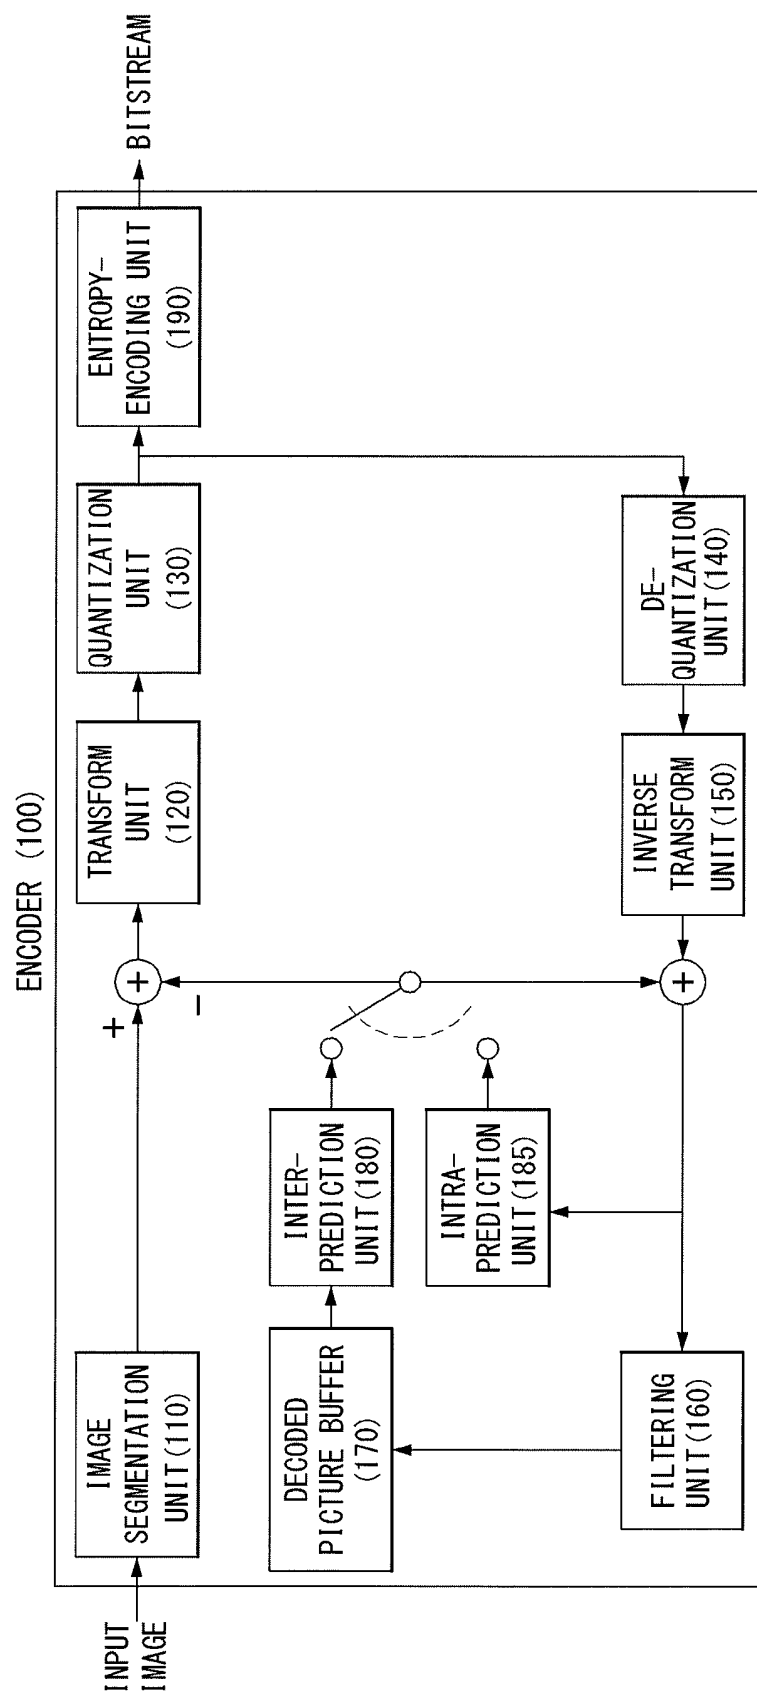 ENCODER (100)
INPUT
IMAGE
IMAGE
SEGMENTATION
UNIT(110)
+
-
+
TRANSFORM
UNIT
(120)
QUANTIZATION
UNIT
(130)
ENTROPY-
ENCODING UNIT
(190)
BITSTREAM
DECODED
PICTURE BUFFER
(170)
INTER-
PREDICTION
UNIT(180)
INTRA-
PREDICTION
UNIT(185)
FILTERING
UNIT(160)
+
INVERSE
TRANSFORM
UNIT(150)
DE-
QUANTIZATION
UNIT(140)